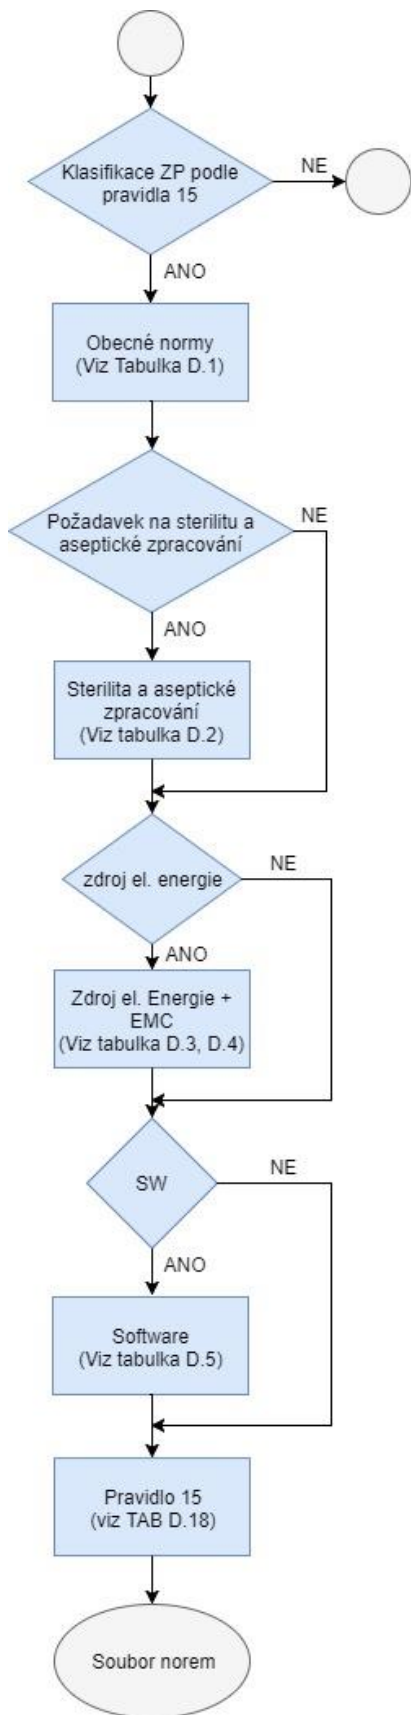 Klasifikace ZP podle
pravidla 15
NE
ANO
Obecné normy
(Viz Tabulka D.1)
Požadavek na sterilitu a
aseptické zpracování
NE
ANO
Sterilita a aseptické
zpracování
(Viz tabulka D.2)
zdroj el. energie
NE
ANO
Zdroj el. Energie +
EMC
(Viz tabulka D.3, D.4)
SW
NE
ANO
Software
(Viz tabulka D.5)
Pravidlo 15
(viz TAB D.18)
Soubor norem